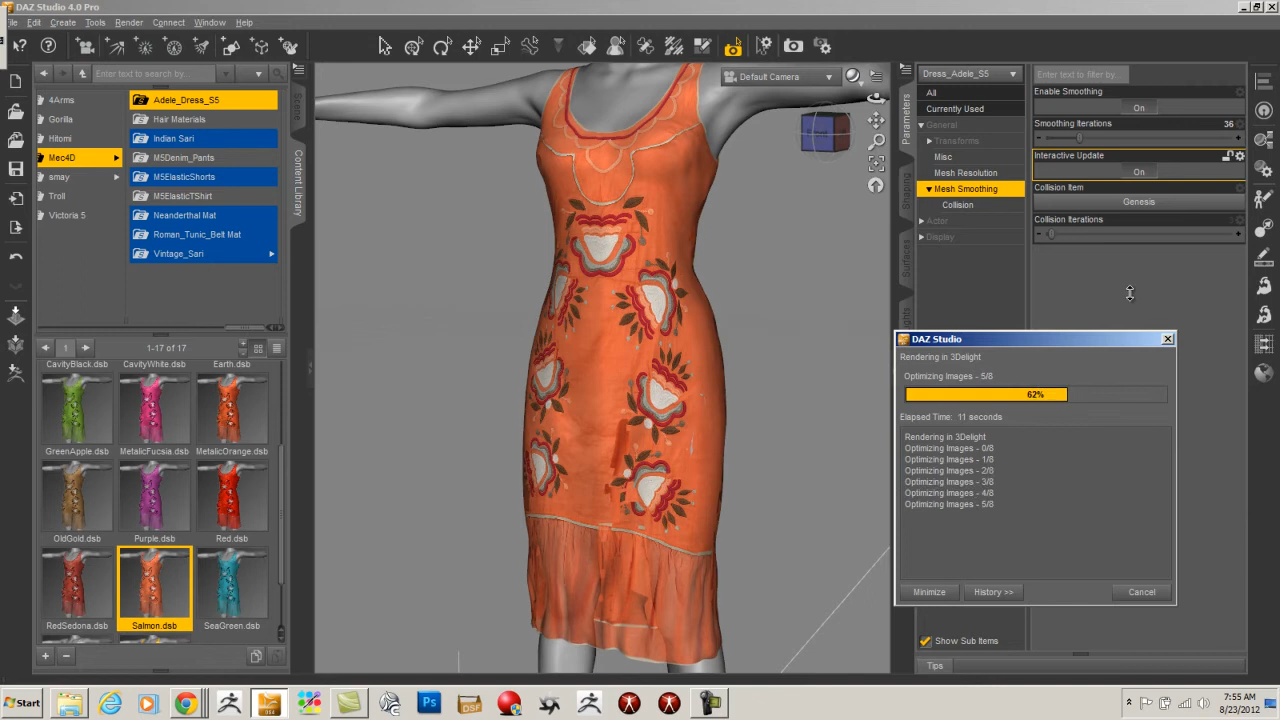 DAZ Studio 4.0 Pro
Edit Create Tools Render Connect Window Help
Enter text to search by...
4Arms
Gorilla
Hitomi
Mec4D
smay
Troll
Victoria 5
Adele_Dress_S5
Hair Materials
Indian Sari
M5Denim_Pants
M5ElasticShorts
M5ElasticTShirt
Neanderthal Mat
Roman_Tunic_Belt Mat
Vintage_Sari
1
1-17 of 17
CavityBlack.dsb CavityWhite.dsb Earth.dsb
GreenApple.dsb MetalicFucsia.dsb MetalicOrange.dsb
OldGold.dsb Purple.dsb Red.dsb
RedSedona.dsb Salmon.dsb SeaGreen.dsb
Scene
Content Library
Default Camera
Parameters
Shaping
Surfaces
Dress_Adele_S5
All
Currently Used
General
Transforms
Misc
Mesh Resolution
Mesh Smoothing
Collision
Actor
Display
Enter text to filter by...
Enable Smoothing
On
Smoothing Iterations 36
Interactive Update
On
Collision Item
Genesis
Collision Iterations
DAZ Studio
Rendering in 3Delight
Optimizing Images - 5/8
62%
Elapsed Time: 11 seconds
Rendering in 3Delight
Optimizing Images - 0/8
Optimizing Images - 1/8
Optimizing Images - 2/8
Optimizing Images - 3/8
Optimizing Images - 4/8
Optimizing Images - 5/8
Minimize History >> Cancel
Show Sub Items
Tips
Start
Ps
DSF
7:55 AM
8/23/2012